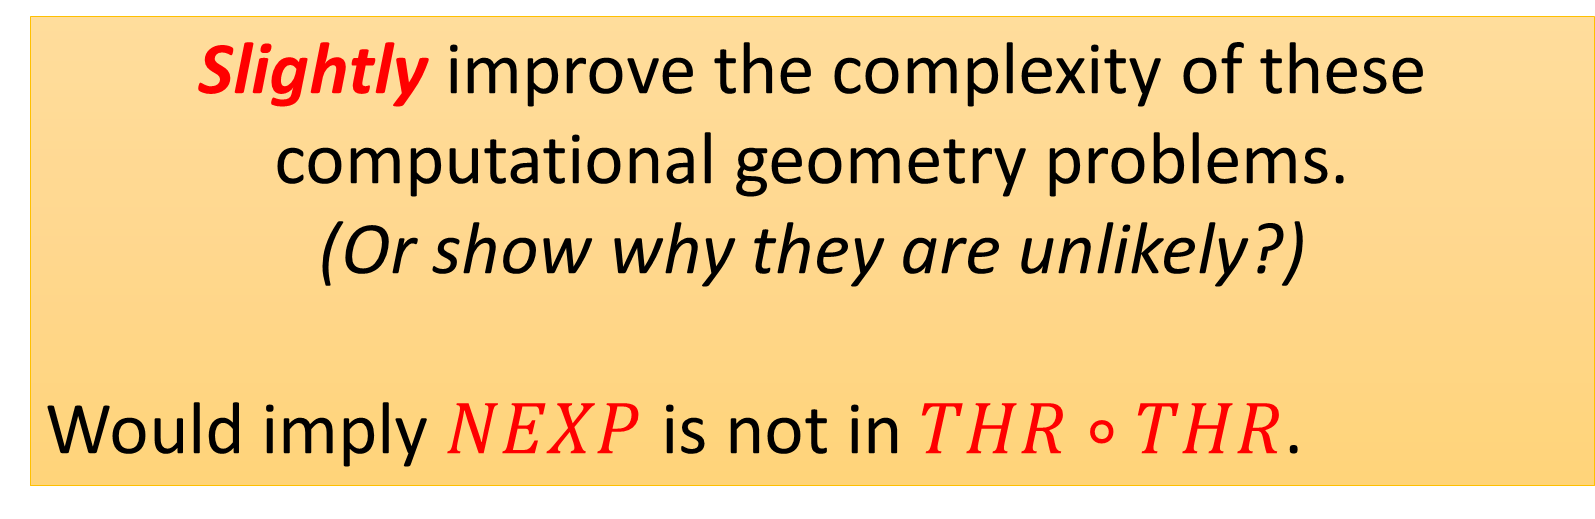 Slightly improve the complexity of these
computational geometry problems.
(Or show why they are unlikely?)
Would imply NEXP is not in THR ∘ THR.